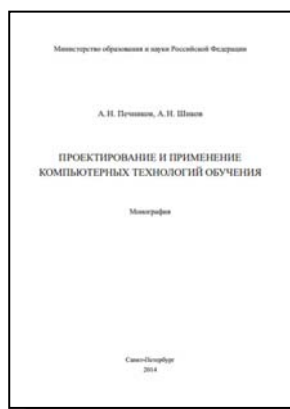 Министерство образования и науки Российской Федерации
А. Н. Печников, А. Н. Шиков
ПРОЕКТИРОВАНИЕ И ПРИМЕНЕНИЕ
КОМПЬЮТЕРНЫХ ТЕХНОЛОГИЙ ОБУЧЕНИЯ
Монография
Санкт-Петербург
2014